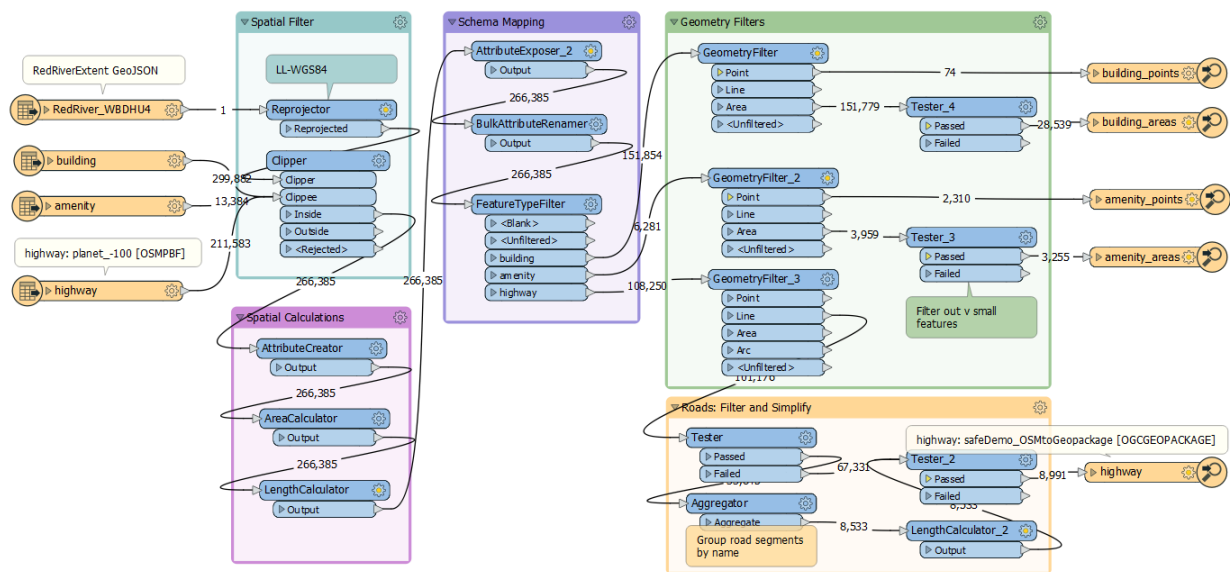 Spatial Filter
Schema Mapping
Geometry Filters
RedRiverExtent GeoJSON
LL-WGS84
RedRiver_WBDHU4
1
Reprojector
Reprojected
building
299,882
amenity
13,384
highway: planet_-100 [OSMPBF]
211,583
highway
Clipper
Clipper
Clippee
Inside
Outside
<Rejected>
266,385
Spatial Calculations
AttributeCreator
Output
266,385
AreaCalculator
Output
266,385
LengthCalculator
Output
266,385
AttributeExposer_2
Output
266,385
BulkAttributeRenamer
Output
266,385
FeatureTypeFilter
<Blank>
<Unfiltered>
building
amenity
highway
151,854
6,281
108,250
GeometryFilter
Point
Line
Area
<Unfiltered>
74
151,779
Tester_4
Passed
Failed
28,539
building_points
building_areas
GeometryFilter_2
Point
Line
Area
<Unfiltered>
2,310
3,959
Tester_3
Passed
Failed
3,255
amenity_points
amenity_areas
Filter out v small
features
GeometryFilter_3
Point
Line
Area
Arc
<Unfiltered>
101,176
Roads: Filter and Simplify
Tester
Passed
Failed
67,331
Aggregator
Aggregate
Group road segments
by name
8,533
LengthCalculator_2
Output
8,533
highway: safeDemo_OSMtoGeopackage [OGCGEOPACKAGE]
Tester_2
Passed
Failed
8,991
highway